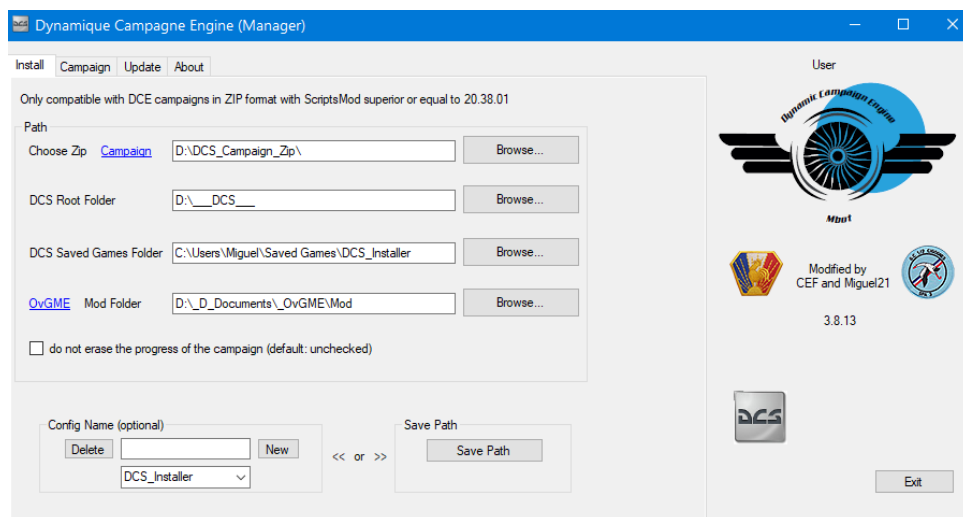 Dynamique Campagne Engine (Manager)
Install Campaign Update About
User
Only compatible with DCE campaigns in ZIP format with ScriptsMod superior or equal to 20.38.01
Path
Choose Zip Campaign D:\DCS_Campaign_Zip\ Browse...
DCS Root Folder D:\___DCS___ Browse...
DCS Saved Games Folder C:\Users\Miguel\Saved Games\DCS_Installer Browse...
OvGME Mod Folder D:\_D_Documents\_OvGME\Mod Browse...
do not erase the progress of the campaign (default: unchecked)
Dynamic Campaign Engine
Mbot
Modified by
CEF and Miguel21
3.8.13
DCS
Config Name (optional)
Delete New
DCS_Installer
<< or >>
Save Path
Save Path
Exit